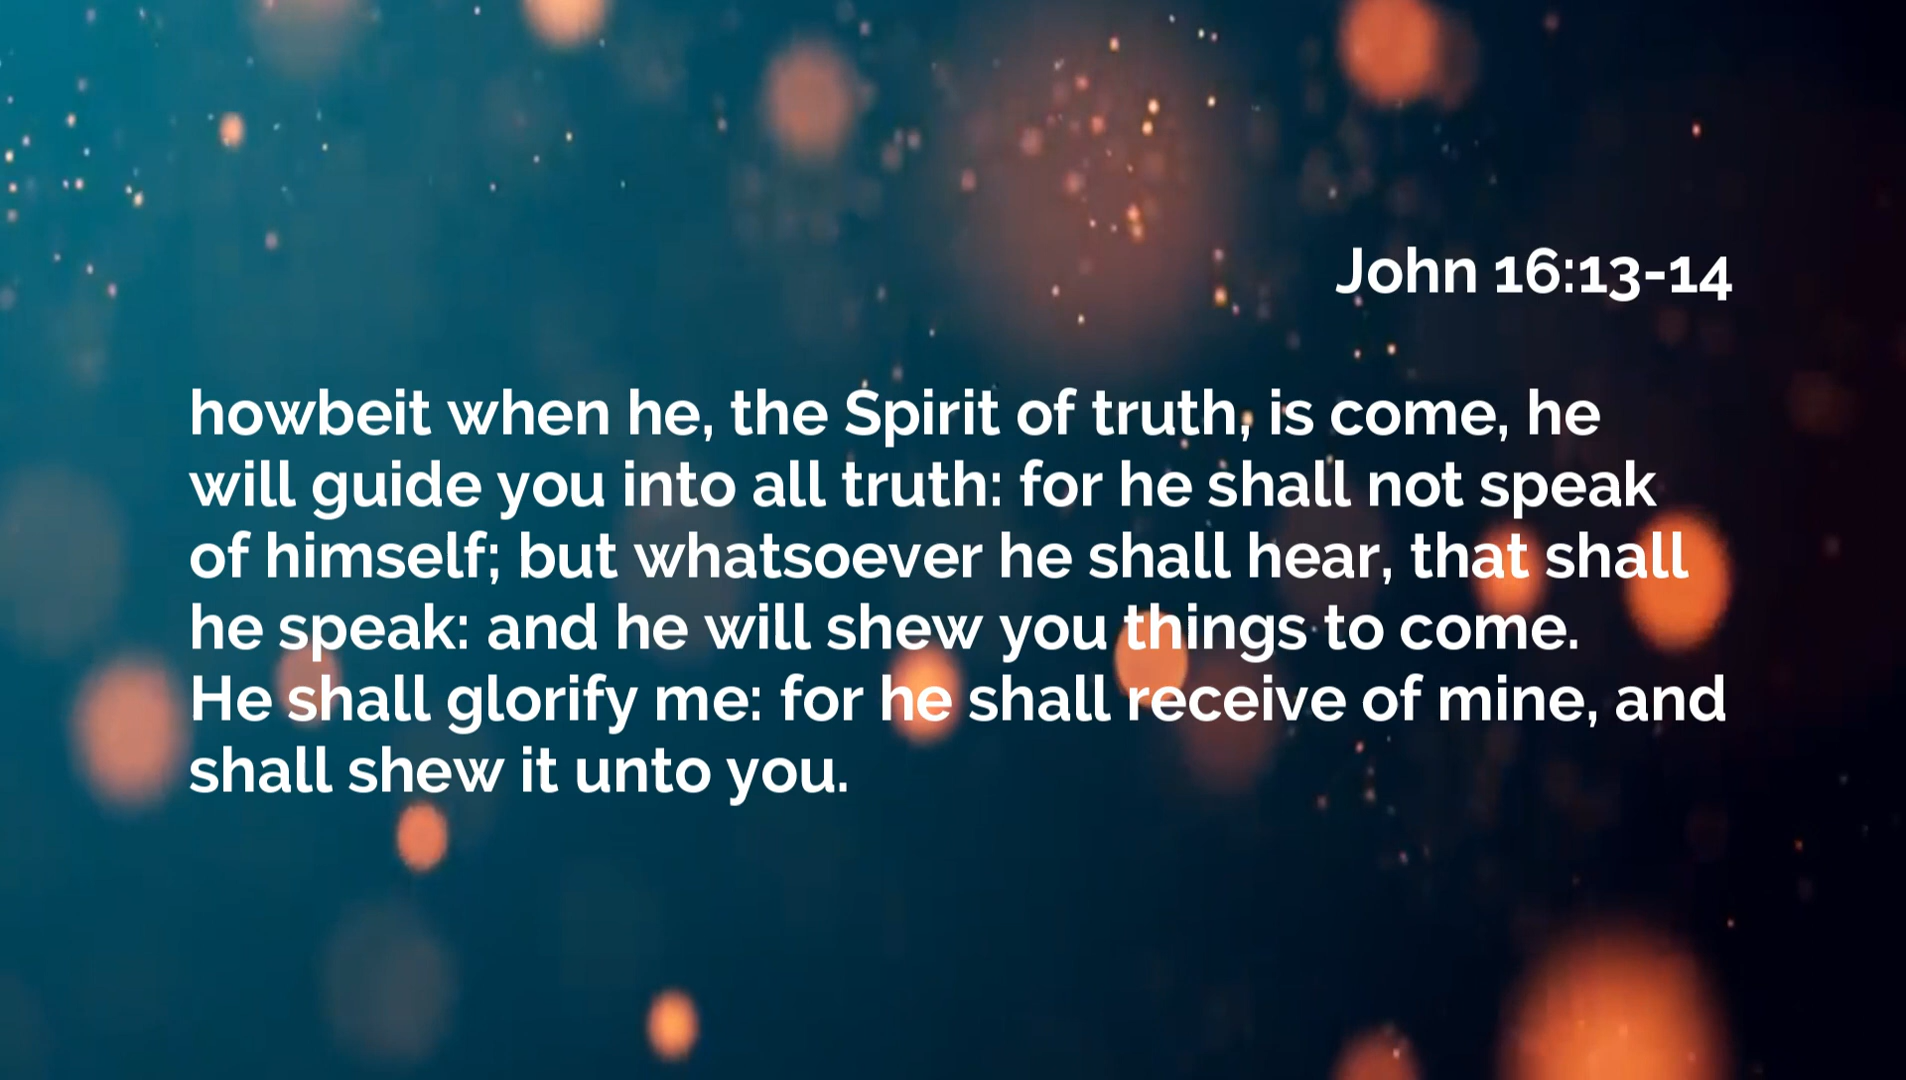 John 16:13-14
howbeit when he, the Spirit of truth, is come, he
will guide you into all truth: for he shall not speak
of himself; but whatsoever he shall hear, that shall
he speak: and he will shew you things to come.
He shall glorify me: for he shall receive of mine, and
shall shew it unto you.